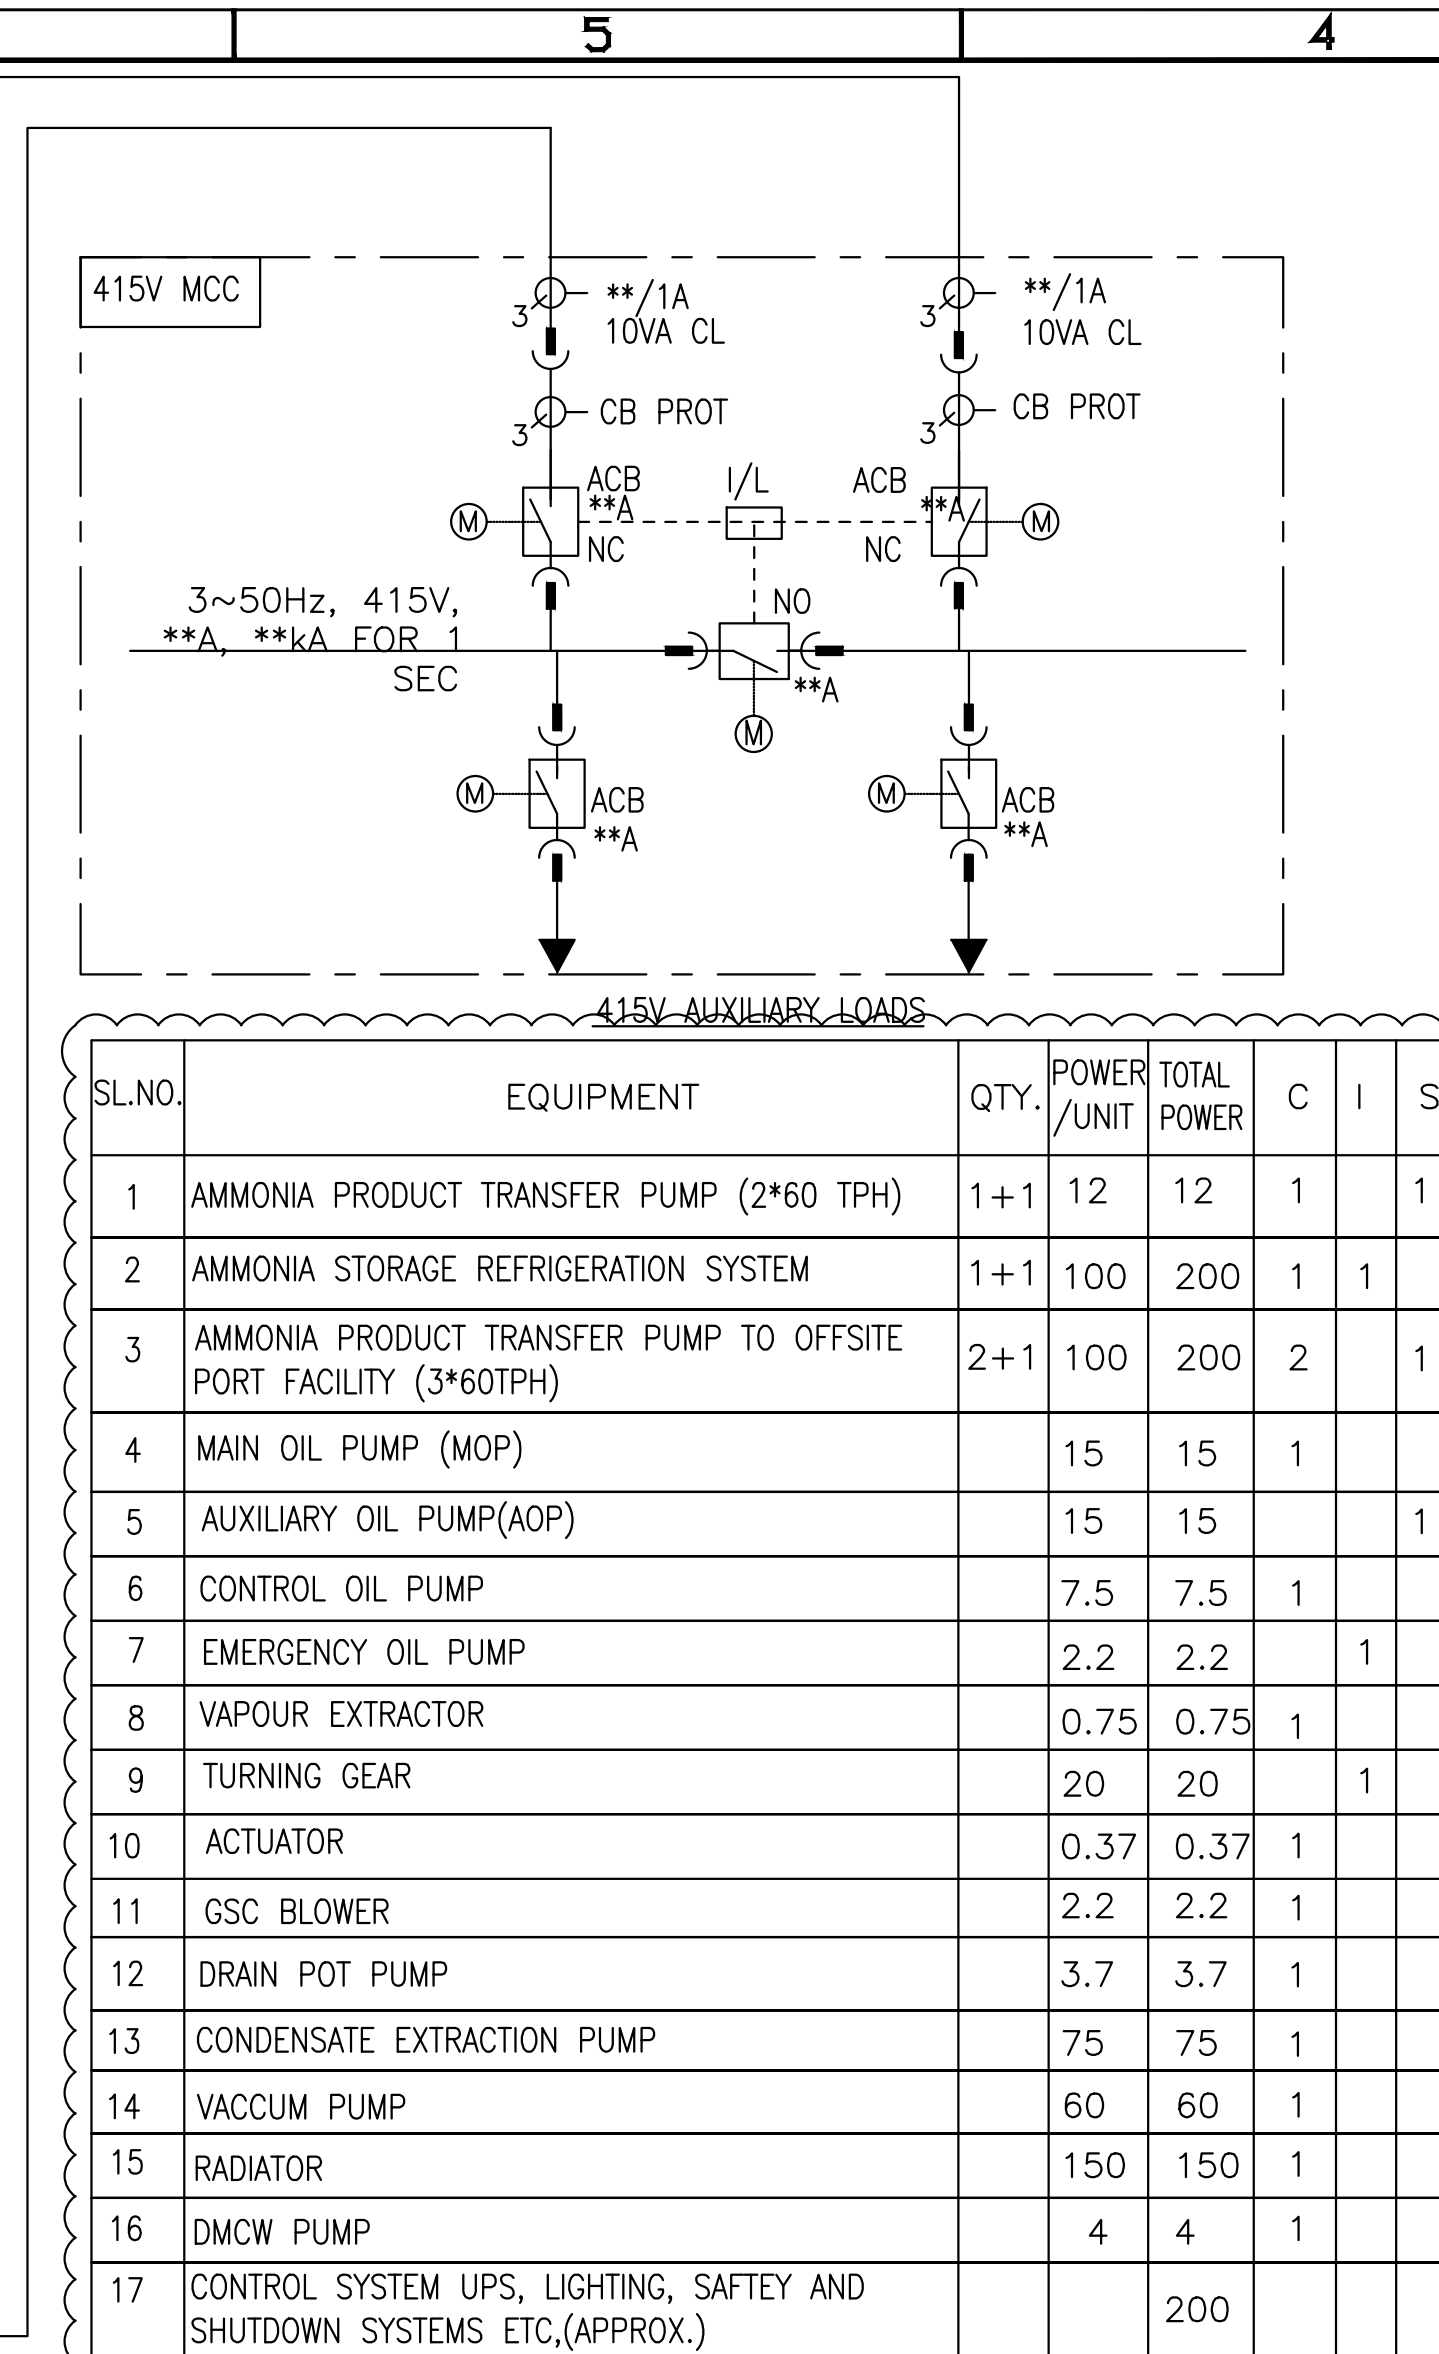 5 4
415V MCC
3 **/1A
10VA CL
3 **/1A
10VA CL
3 CB PROT
3 CB PROT
ACB
**A
NC
M
I/L
ACB
**A
NC
M
3~50Hz, 415V,
**A, **kA FOR 1
SEC
NO
**A
M
M
ACB
**A
M
ACB
**A
415V AUXILIARY LOADS
SL.NO. EQUIPMENT QTY. POWER /UNIT TOTAL POWER C I S
1 AMMONIA PRODUCT TRANSFER PUMP (2*60 TPH) 1+1 12 12 1 1
2 AMMONIA STORAGE REFRIGERATION SYSTEM 1+1 100 200 1 1
3 AMMONIA PRODUCT TRANSFER PUMP TO OFFSITE
PORT FACILITY (3*60TPH) 2+1 100 200 2 1
4 MAIN OIL PUMP (MOP) 15 15 1
5 AUXILIARY OIL PUMP(AOP) 15 15 1
6 CONTROL OIL PUMP 7.5 7.5 1
7 EMERGENCY OIL PUMP 2.2 2.2 1
8 VAPOUR EXTRACTOR 0.75 0.75 1
9 TURNING GEAR 20 20 1
10 ACTUATOR 0.37 0.37 1
11 GSC BLOWER 2.2 2.2 1
12 DRAIN POT PUMP 3.7 3.7 1
13 CONDENSATE EXTRACTION PUMP 75 75 1
14 VACCUM PUMP 60 60 1
15 RADIATOR 150 150 1
16 DMCW PUMP 4 4 1
17 CONTROL SYSTEM UPS, LIGHTING, SAFTEY AND
SHUTDOWN SYSTEMS ETC,(APPROX.) 200